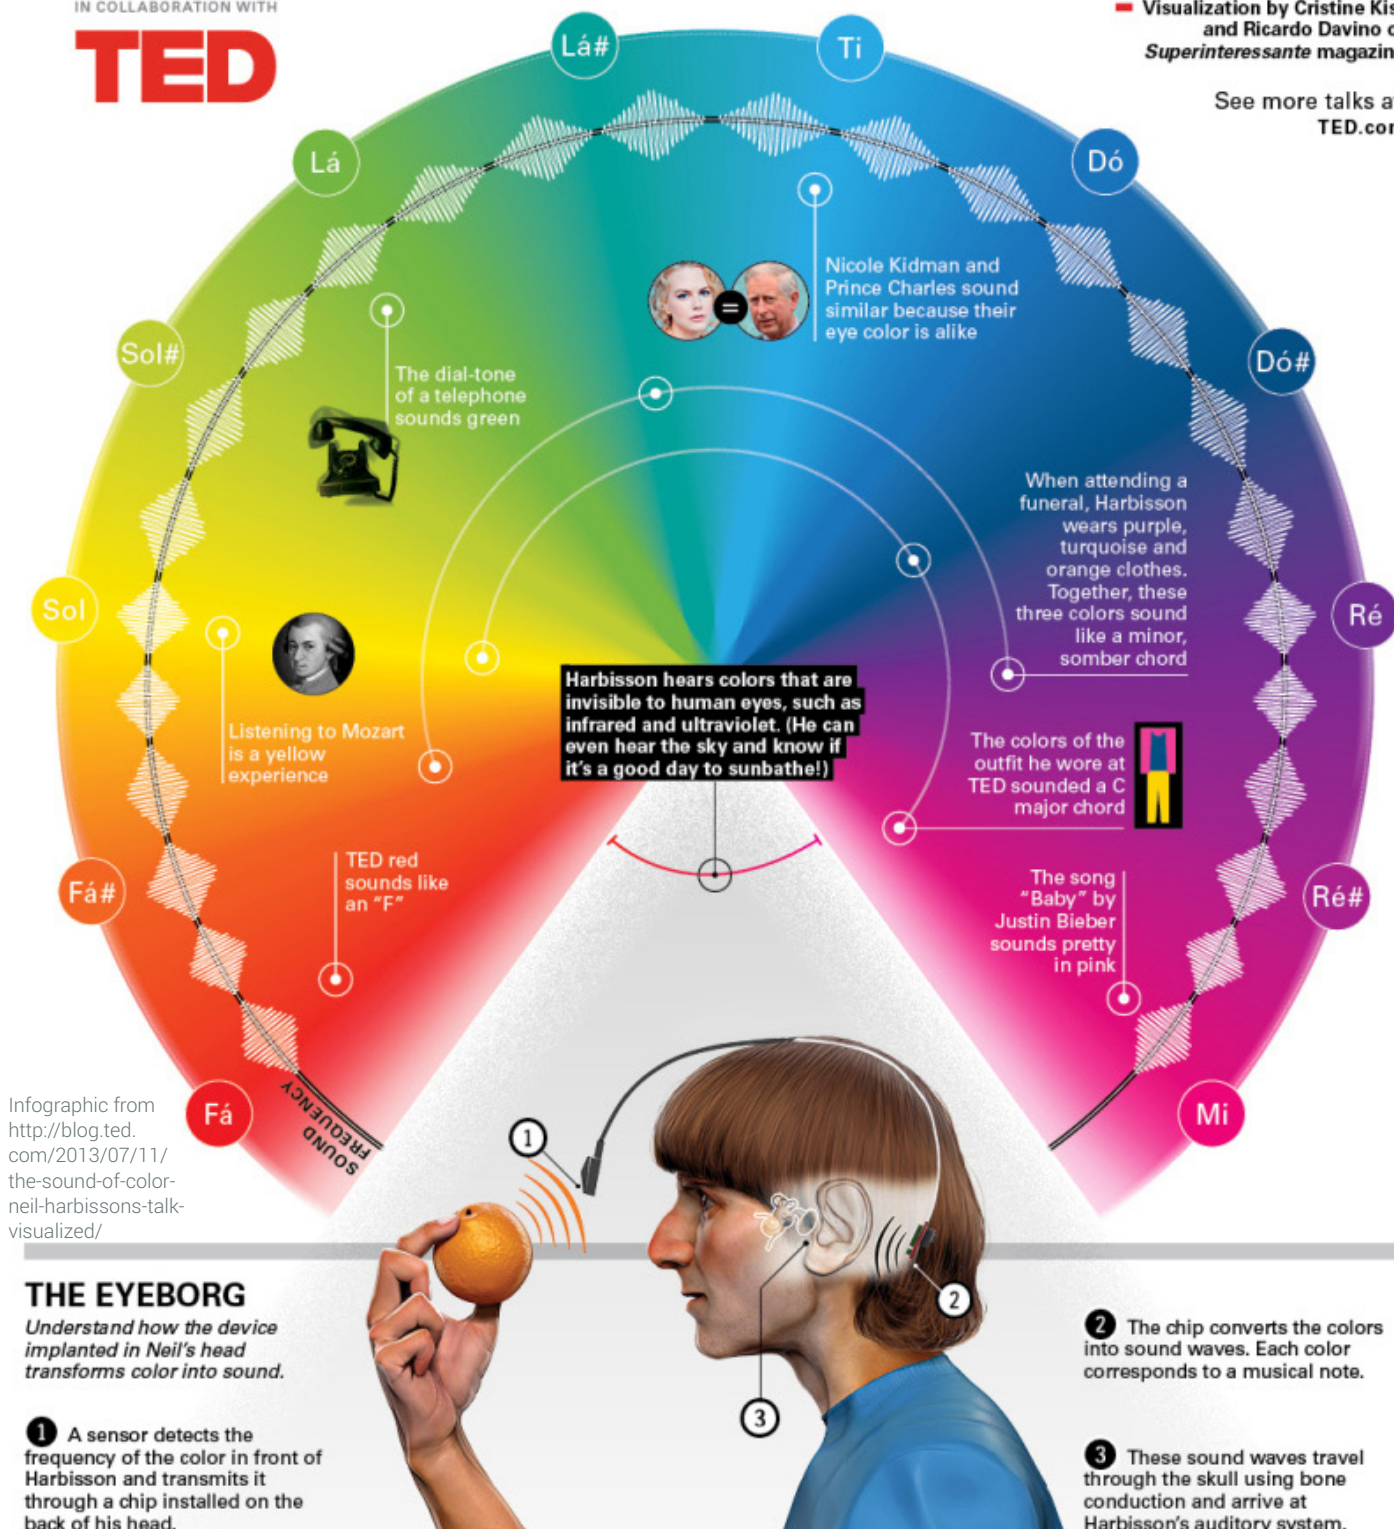 IN COLLABORATION WITH
TED
Visualization by Cristine Kis
and Ricardo Davino o
Superinteressante magazin
See more talks a
TED.com
Lá#
Ti
Lá
Dó
Sol#
Dó#
Sol
Ré
Fá#
Ré#
Fá
Mi
Nicole Kidman and
Prince Charles sound
similar because their
eye color is alike
=
The dial-tone
of a telephone
sounds green
When attending a
funeral, Harbisson
wears purple,
turquoise and
orange clothes.
Together, these
three colors sound
like a minor,
somber chord
Harbisson hears colors that are
invisible to human eyes, such as
infrared and ultraviolet. (He can
even hear the sky and know if
it's a good day to sunbathe!)
Listening to Mozart
is a yellow
experience
The colors of the
outfit he wore at
TED sounded a C
major chord
TED red
sounds like
an "F"
The song
"Baby" by
Justin Bieber
sounds pretty
in pink
SOUND
FREQUENCY
Infographic from
http://blog.ted.
com/2013/07/11/
the-sound-of-color-
neil-harbissons-talk-
visualized/
1
2
3
THE EYEBORG
Understand how the device
implanted in Neil's head
transforms color into sound.
1 A sensor detects the
frequency of the color in front of
Harbisson and transmits it
through a chip installed on the
back of his head.
2 The chip converts the colors
into sound waves. Each color
corresponds to a musical note.
3 These sound waves travel
through the skull using bone
conduction and arrive at
Harbisson's auditory system.